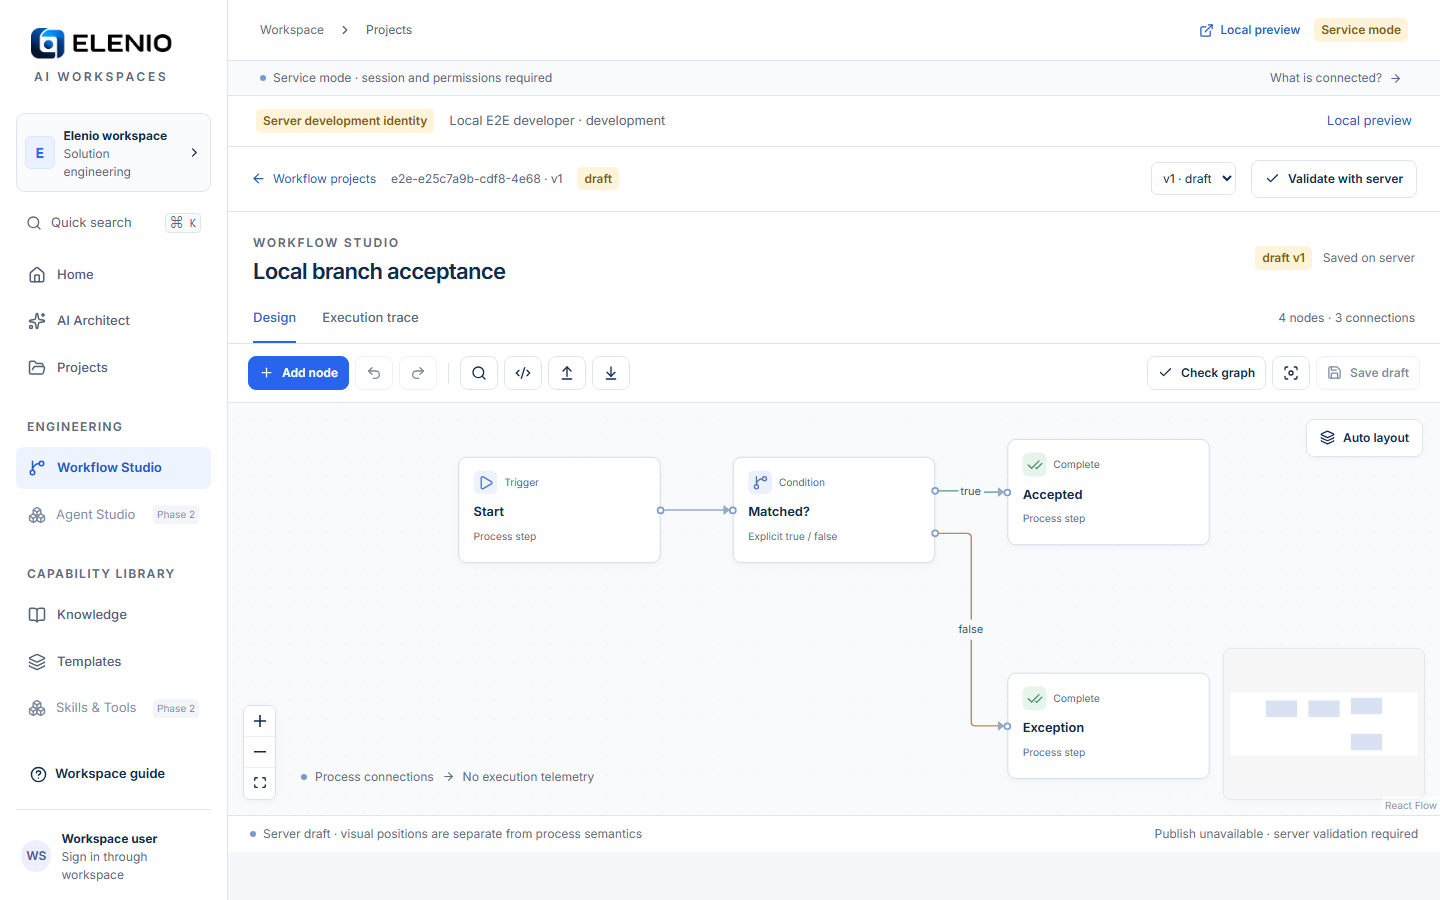 ELENIO
AI WORKSPACES
E
Elenio workspace
Solution
engineering
Quick search
⌘ K
Home
AI Architect
Projects
ENGINEERING
Workflow Studio
Agent Studio
Phase 2
CAPABILITY LIBRARY
Knowledge
Templates
Skills & Tools
Phase 2
Workspace guide
WS
Workspace user
Sign in through
workspace
Workspace
Projects
Local preview
Service mode
Service mode · session and permissions required
What is connected? →
Server development identity
Local E2E developer · development
Local preview
← Workflow projects
e2e-e25c7a9b-cdf8-4e68 · v1
draft
v1 · draft
Validate with server
WORKFLOW STUDIO
Local branch acceptance
draft v1
Saved on server
Design
Execution trace
4 nodes · 3 connections
+ Add node
Check graph
Save draft
Auto layout
Trigger
Start
Process step
Condition
Matched?
Explicit true / false
true
Complete
Accepted
Process step
false
Complete
Exception
Process step
Process connections → No execution telemetry
React Flow
Server draft · visual positions are separate from process semantics
Publish unavailable · server validation required